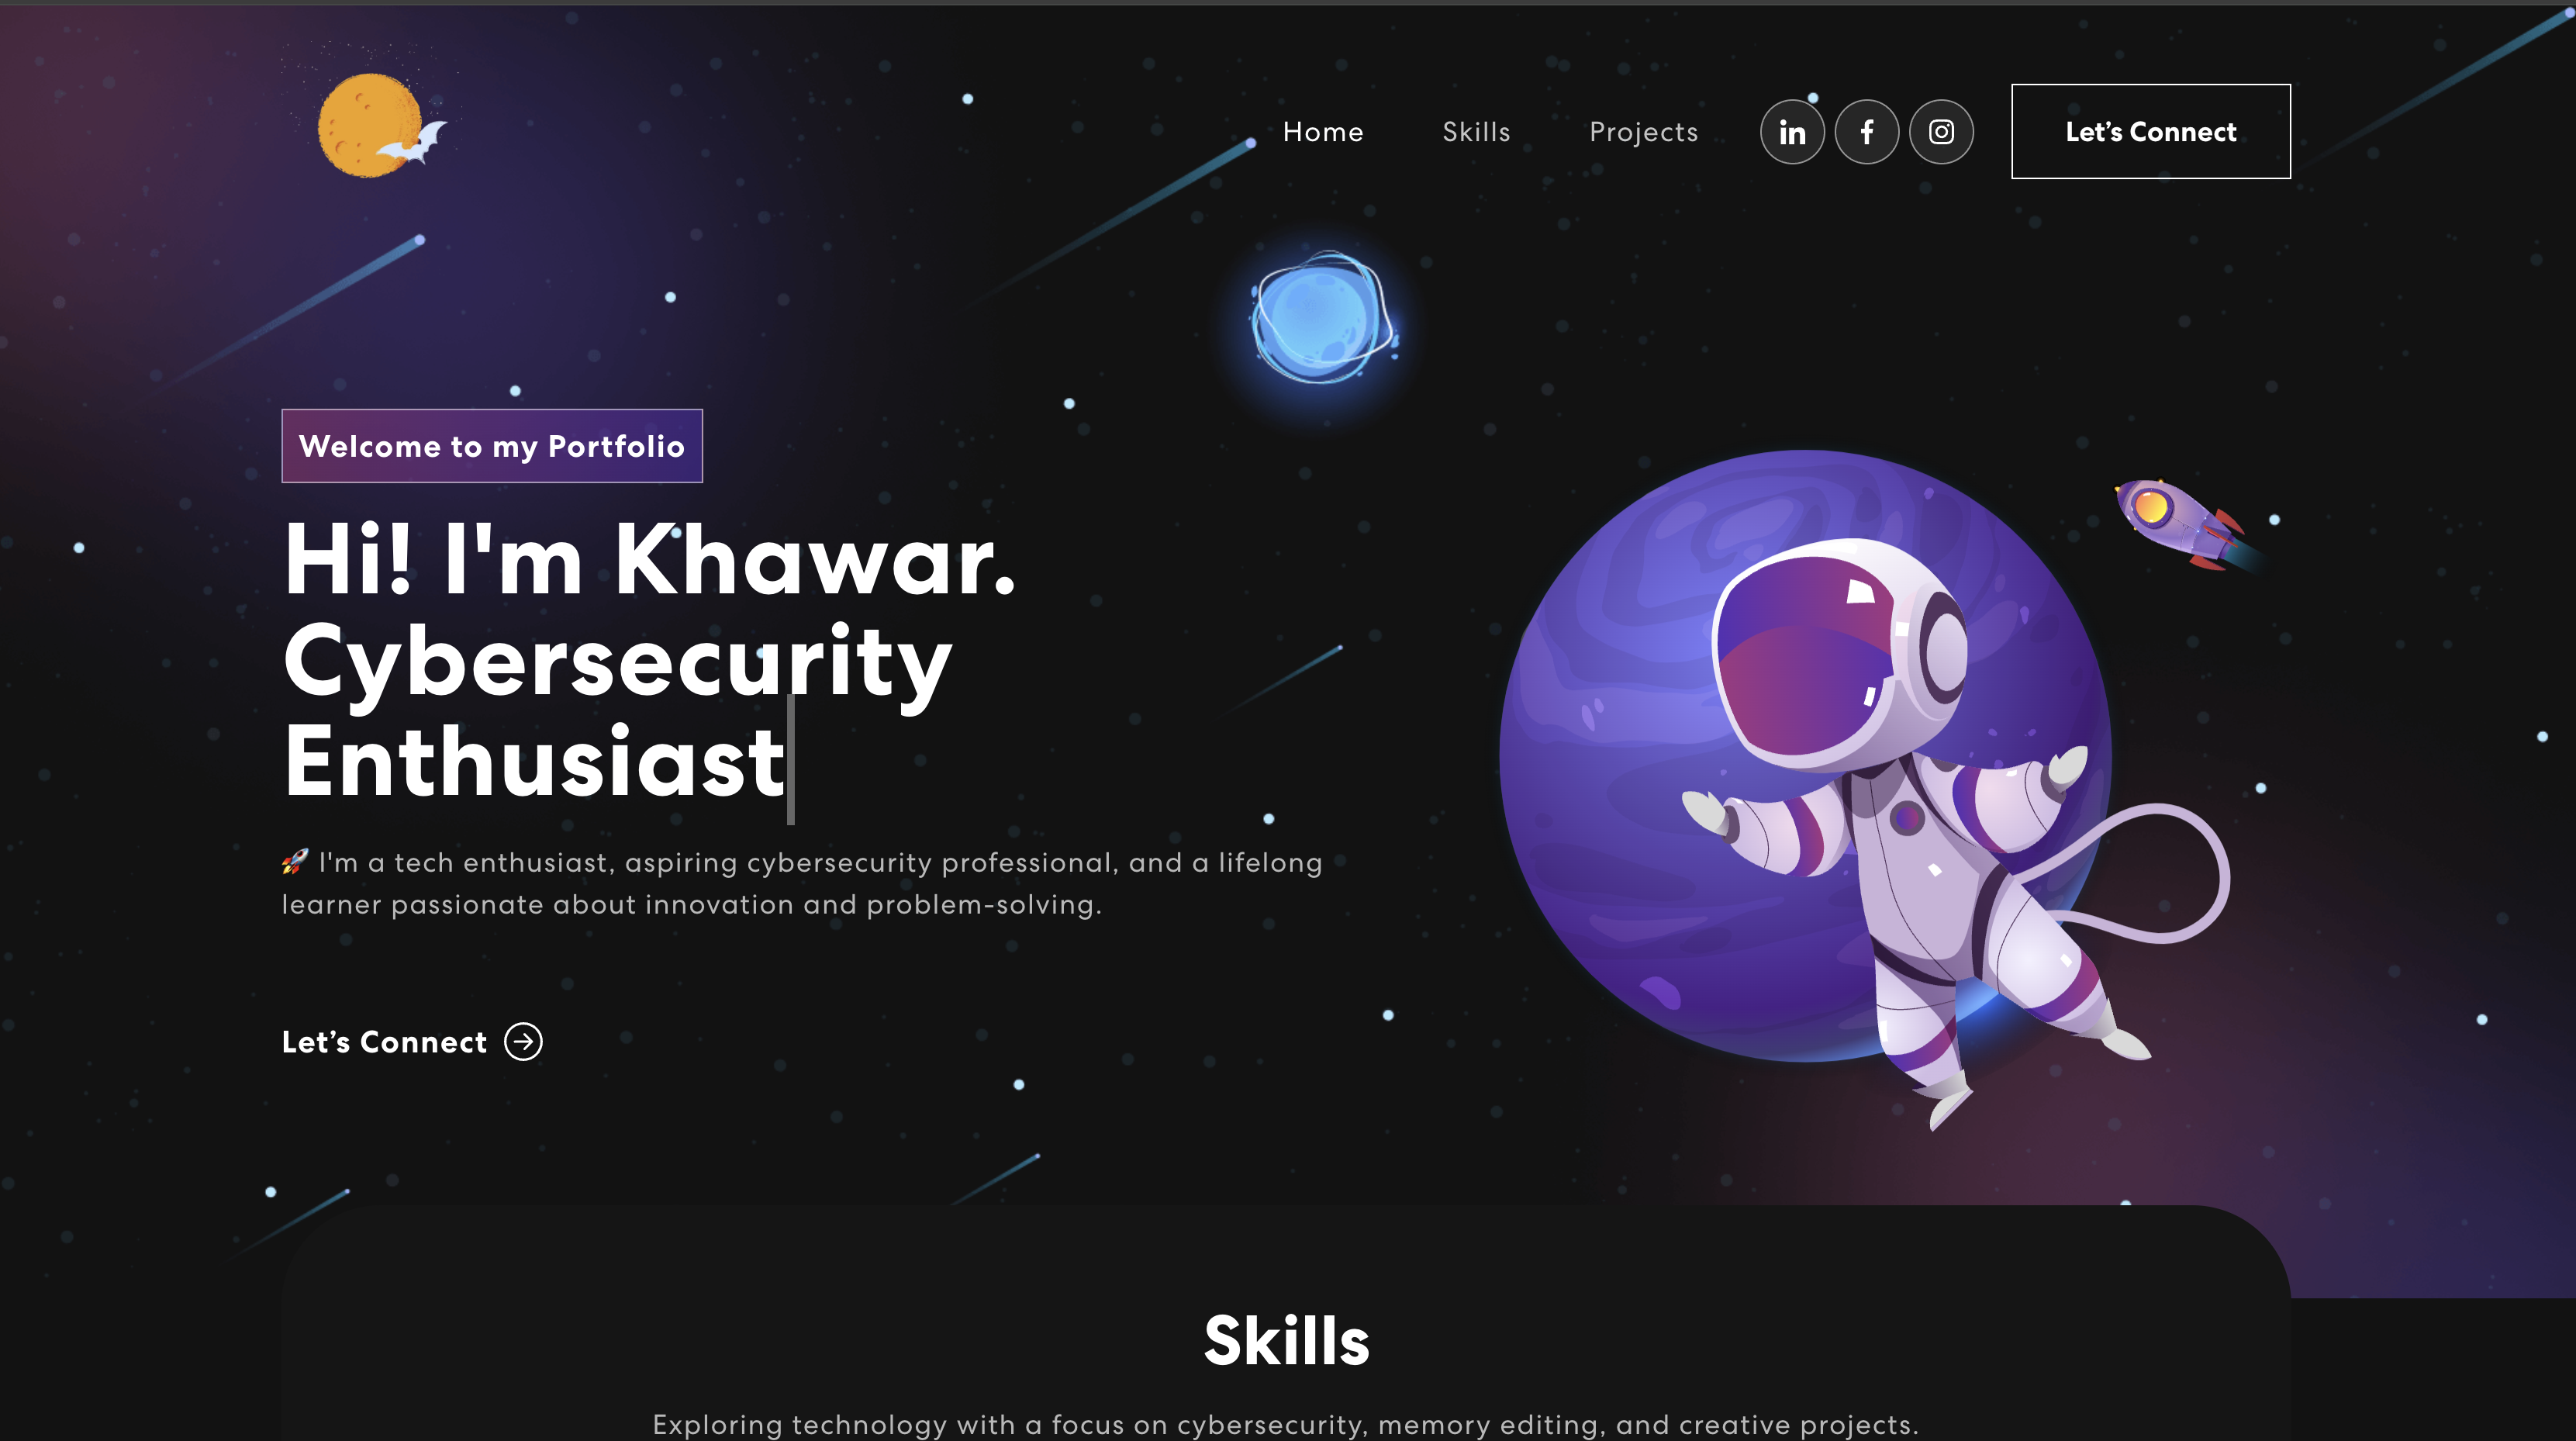 Home Skills Projects in f Let’s Connect
Welcome to my Portfolio
Hi! I'm Khawar.
Cybersecurity
Enthusiast
🚀 I'm a tech enthusiast, aspiring cybersecurity professional, and a lifelong
learner passionate about innovation and problem-solving.
Let’s Connect
Skills
Exploring technology with a focus on cybersecurity, memory editing, and creative projects.